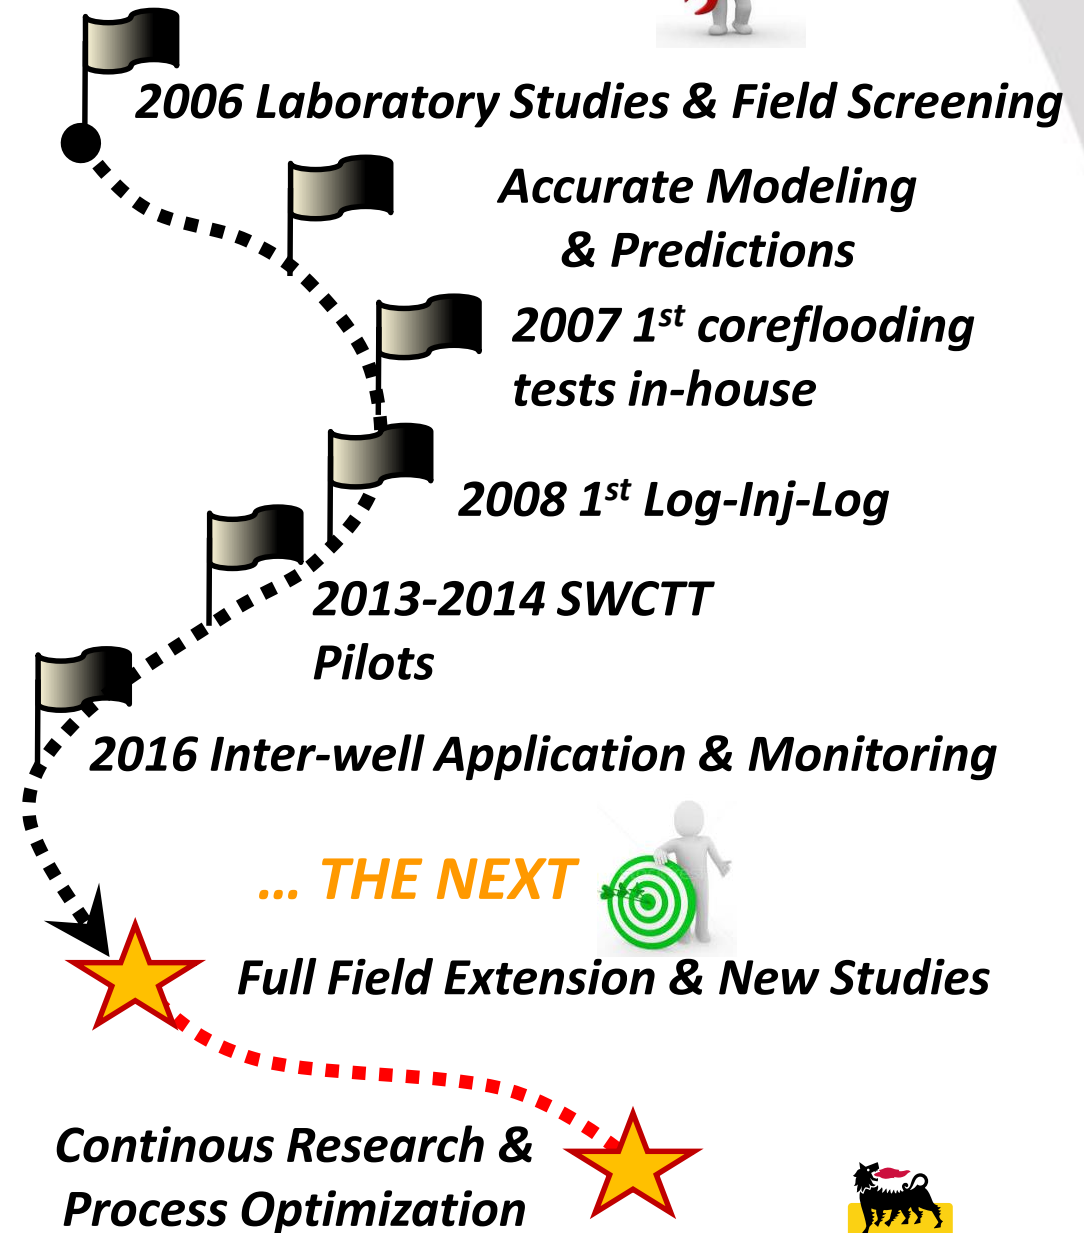 2006 Laboratory Studies & Field Screening
Accurate Modeling
& Predictions
2007 1st coreflooding
tests in-house
2008 1st Log-Inj-Log
2013-2014 SWCTT
Pilots
2016 Inter-well Application & Monitoring
... THE NEXT
Full Field Extension & New Studies
Continous Research &
Process Optimization